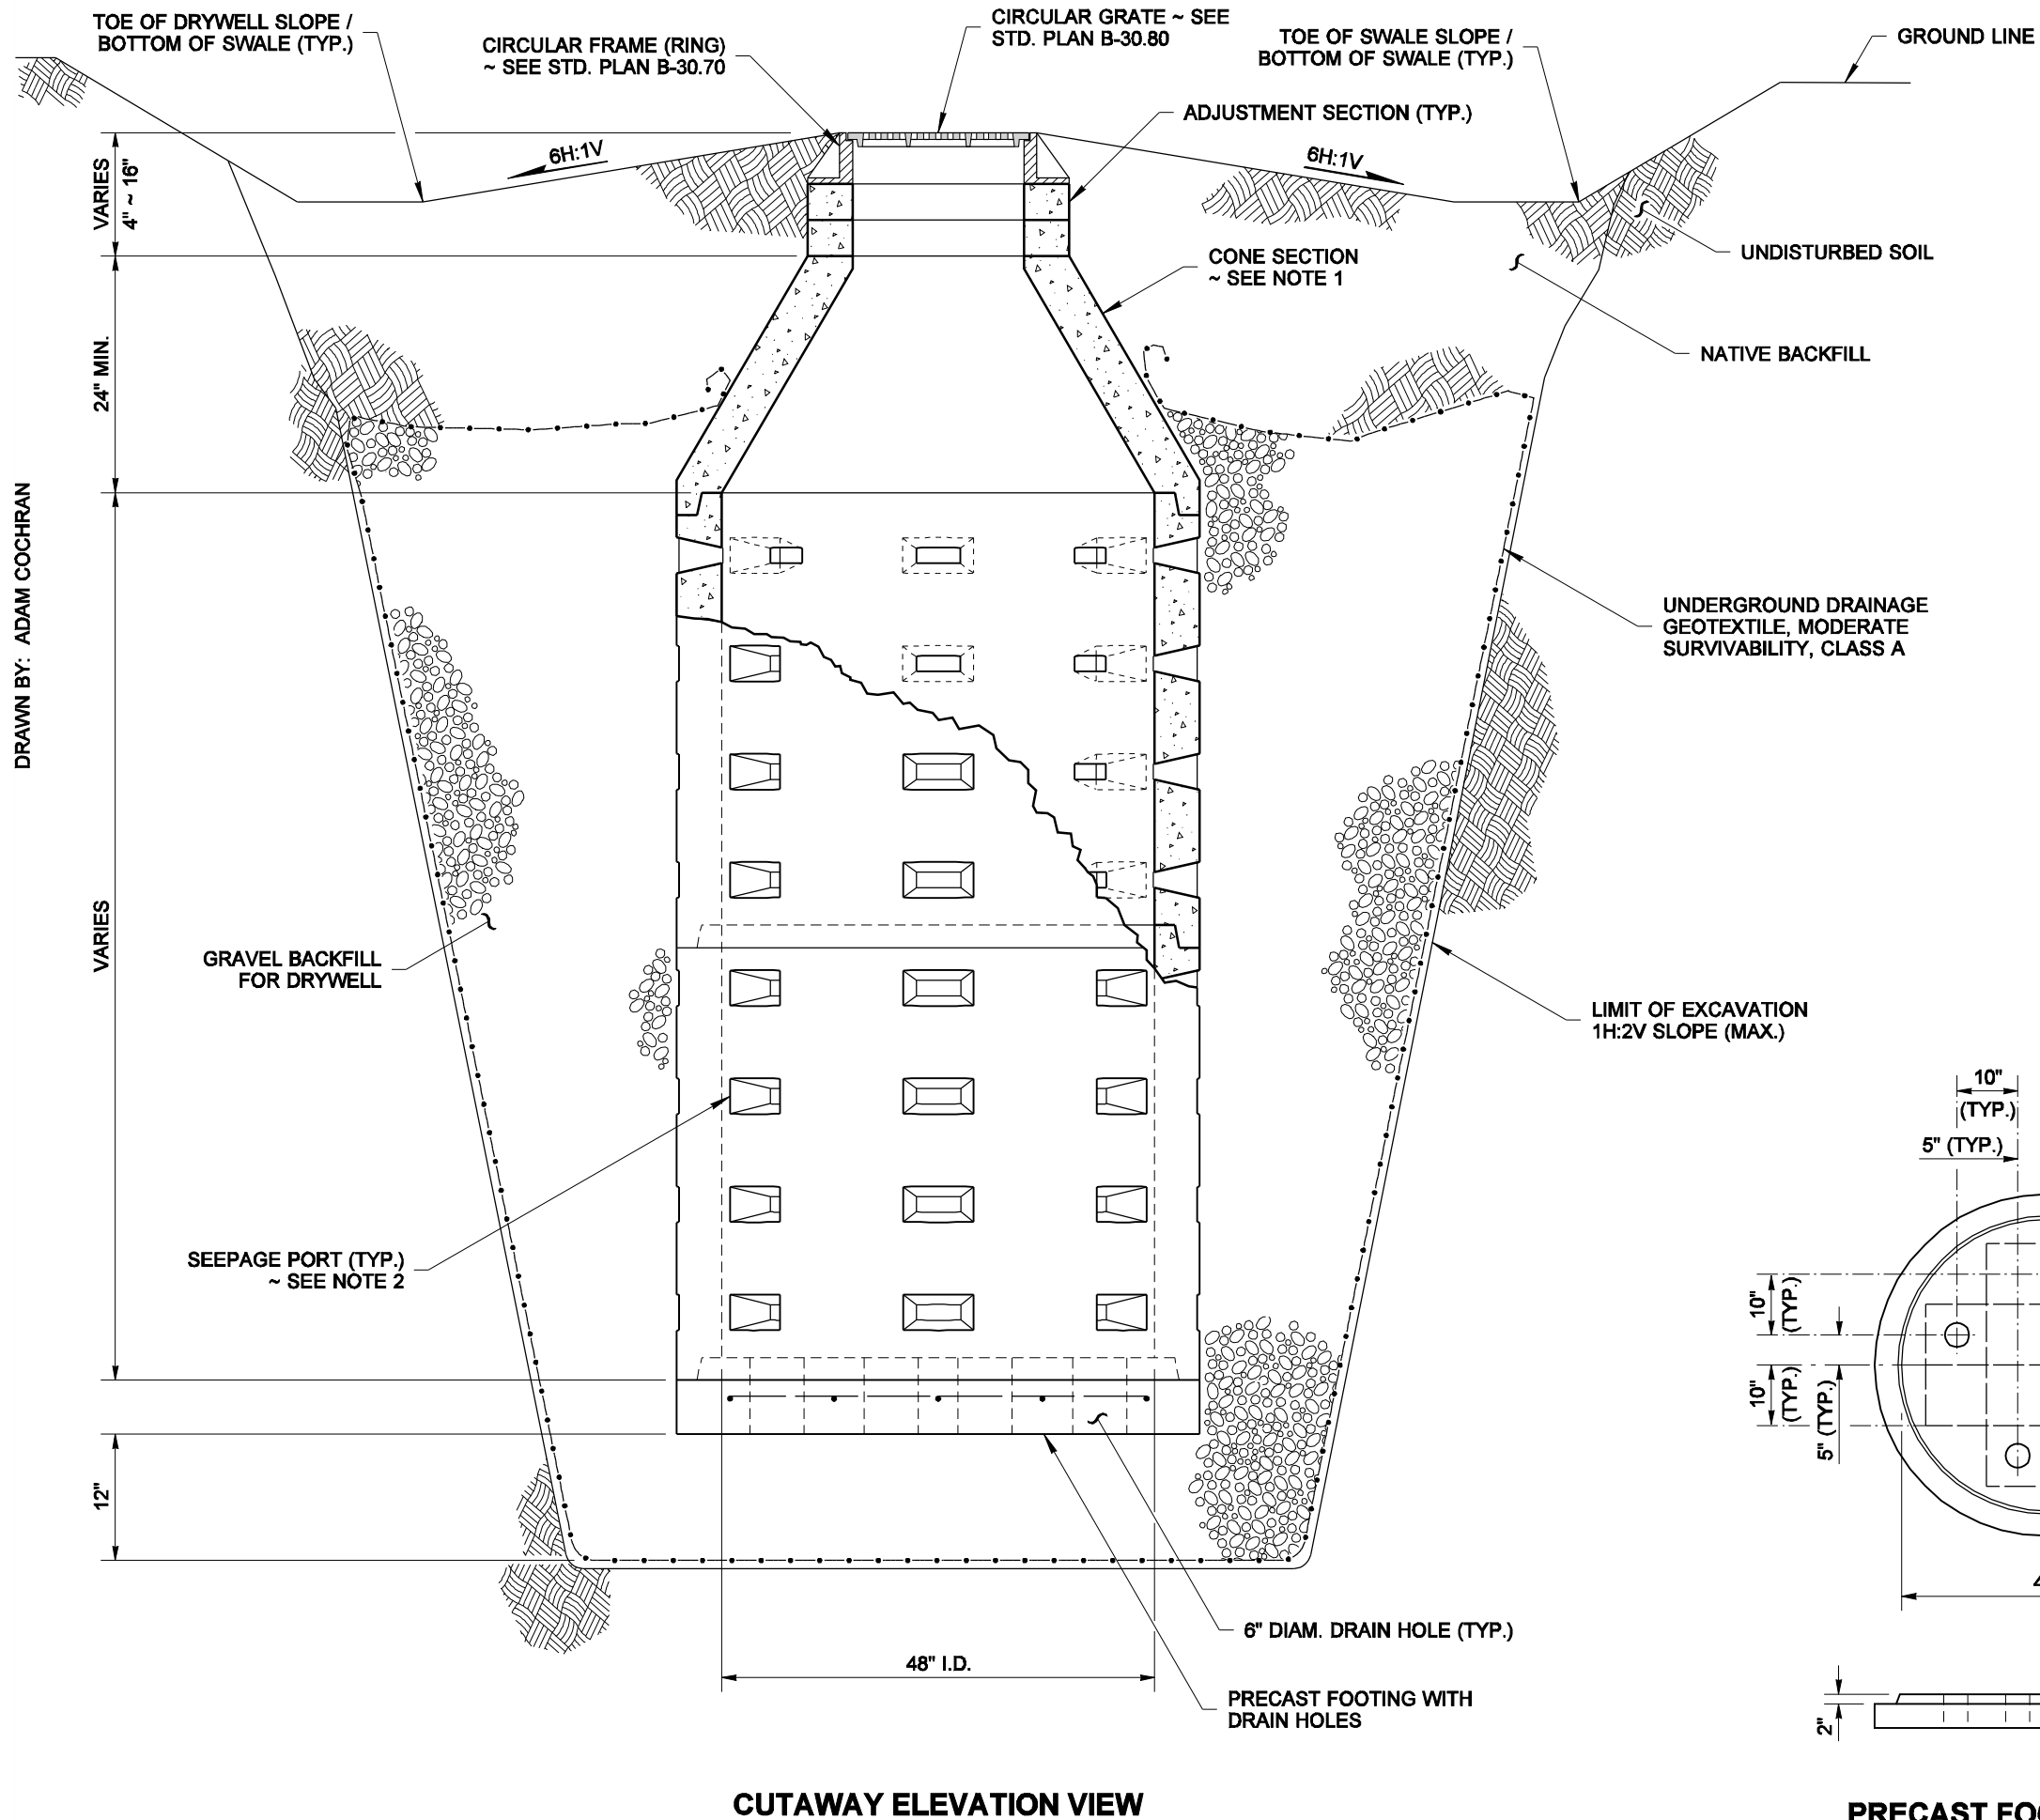 TOE OF DRYWELL SLOPE /
BOTTOM OF SWALE (TYP.)
CIRCULAR FRAME (RING)
~ SEE STD. PLAN B-30.70
CIRCULAR GRATE ~ SEE
STD. PLAN B-30.80
TOE OF SWALE SLOPE /
BOTTOM OF SWALE (TYP.)
GROUND LINE
ADJUSTMENT SECTION (TYP.)
6H:1V
6H:1V
VARIES
4" ~ 16"
UNDISTURBED SOIL
CONE SECTION
~ SEE NOTE 1
NATIVE BACKFILL
24" MIN.
DRAWN BY: ADAM COCHRAN
UNDERGROUND DRAINAGE
GEOTEXTILE, MODERATE
SURVIVABILITY, CLASS A
VARIES
GRAVEL BACKFILL
FOR DRYWELL
LIMIT OF EXCAVATION
1H:2V SLOPE (MAX.)
10"
(TYP.)
5" (TYP.)
SEEPAGE PORT (TYP.)
~ SEE NOTE 2
10"
(TYP.)
10"
(TYP.)
5" (TYP.)
12"
6" DIAM. DRAIN HOLE (TYP.)
48" I.D.
PRECAST FOOTING WITH
DRAIN HOLES
2"
CUTAWAY ELEVATION VIEW
PRECAST